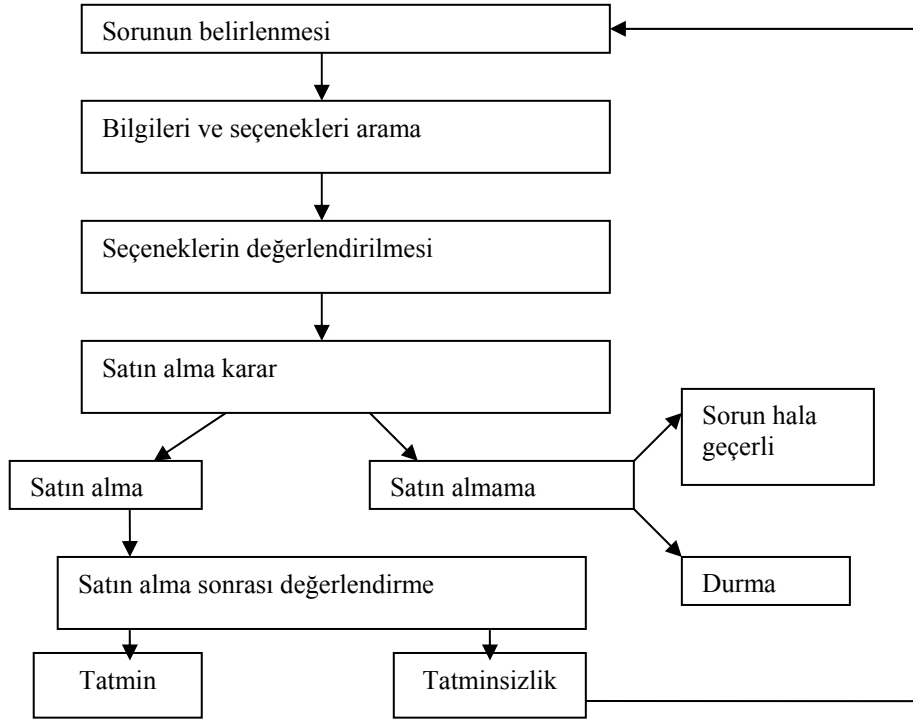 Sorunun belirlenmesi
Bilgileri ve seçenekleri arama
Seçeneklerin değerlendirilmesi
Satın alma karar
Sorun hala
geçerli
Satın alma
Satın almama
Satın alma sonrası değerlendirme
Durma
Tatmin
Tatminsizlik